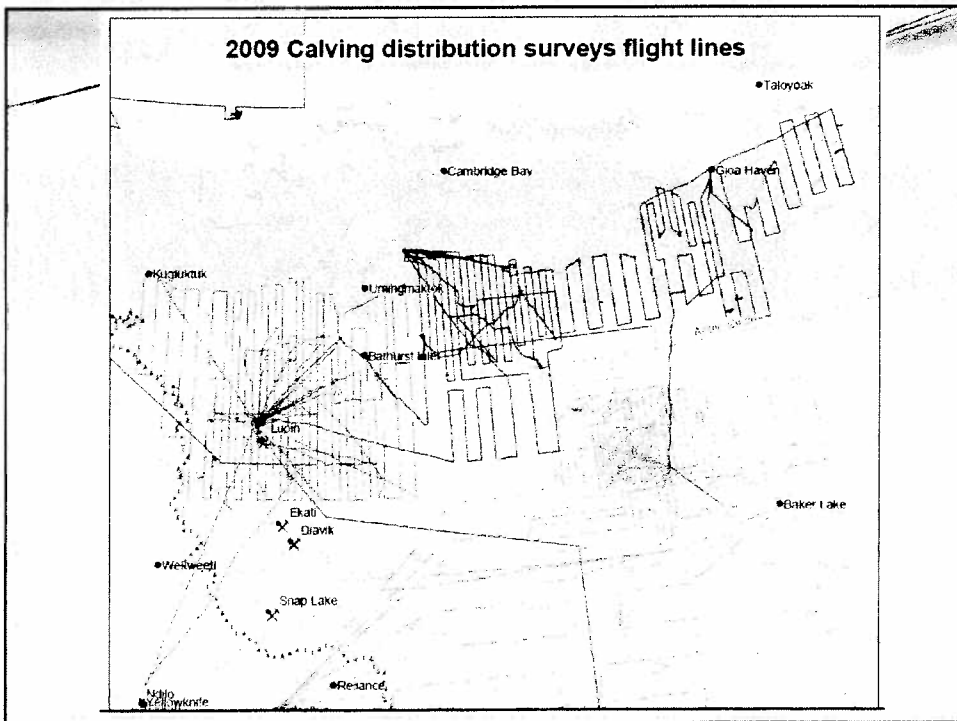 2009 Calving distribution surveys flight lines
Taloyoak
Cambridge Bay
Gjoa Haven
Kugluktuk
Umingmaktok
Bathurst Inlet
Lupin
Baker Lake
Ekati
Diavik
Wekweeti
Snap Lake
Reliance
Ndilo
Yellowknife